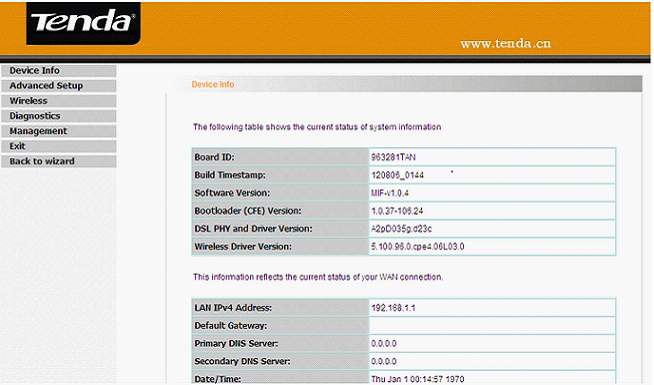 Tenda®
www.tenda.cn
Device Info
Advanced Setup
Wireless
Diagnostics
Management
Exit
Back to wizard
Device Info
The following table shows the current status of system information
Board ID: 963281TAN
Build Timestamp: 120806_0144
Software Version: MIF-v1.0.4
Bootloader (CFE) Version: 1.0.37-106.24
DSL PHY and Driver Version: A2pD035g.d23c
Wireless Driver Version: 5.100.96.0.cpe4.06L03.0
This information reflects the current status of your WAN connection.
LAN IPv4 Address: 192.168.1.1
Default Gateway:
Primary DNS Server: 0.0.0.0
Secondary DNS Server: 0.0.0.0
Date/Time: Thu Jan 1 00:14:57 1970